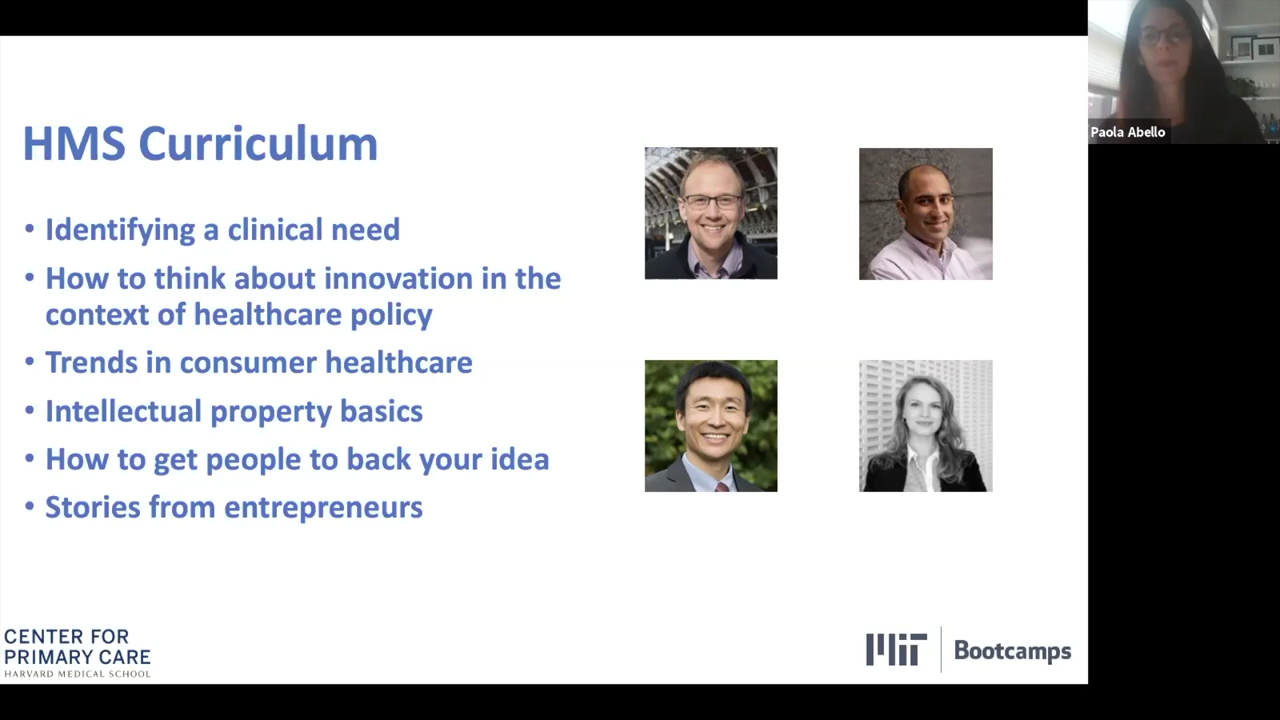 HMS Curriculum
• Identifying a clinical need
• How to think about innovation in the
context of healthcare policy
• Trends in consumer healthcare
• Intellectual property basics
• How to get people to back your idea
• Stories from entrepreneurs
CENTER FOR
PRIMARY CARE
HARVARD MEDICAL SCHOOL
MIT Bootcamps
Paola Abello